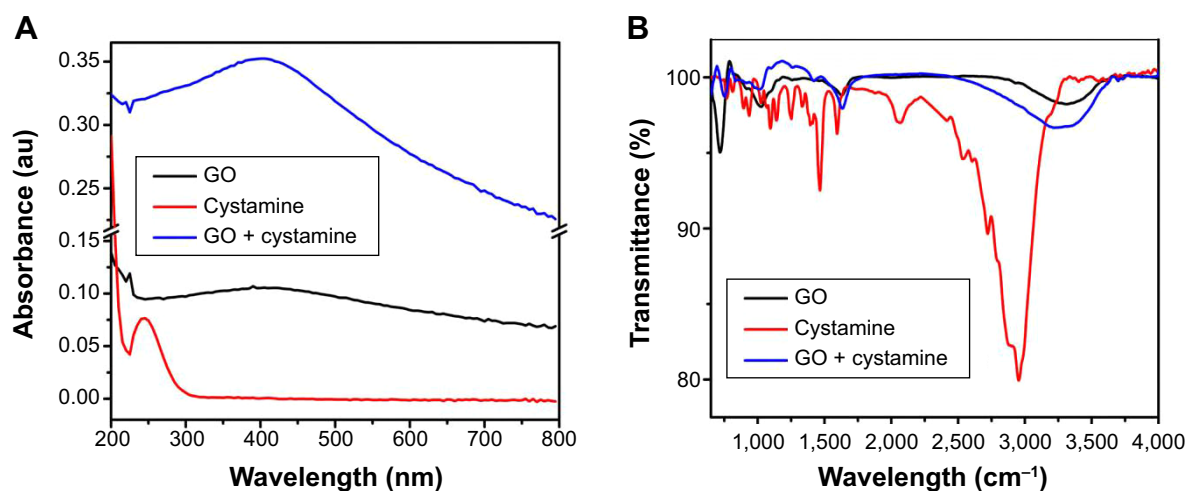 A
Absorbance (au)
0.35
0.30
0.25
0.15
0.10
0.05
0.00
GO
Cystamine
GO + cystamine
200 300 400 500 600 700 800
Wavelength (nm)
B
Transmittance (%)
100
90
80
GO
Cystamine
GO + cystamine
1,000 1,500 2,000 2,500 3,000 3,500 4,000
Wavelength (cm⁻¹)